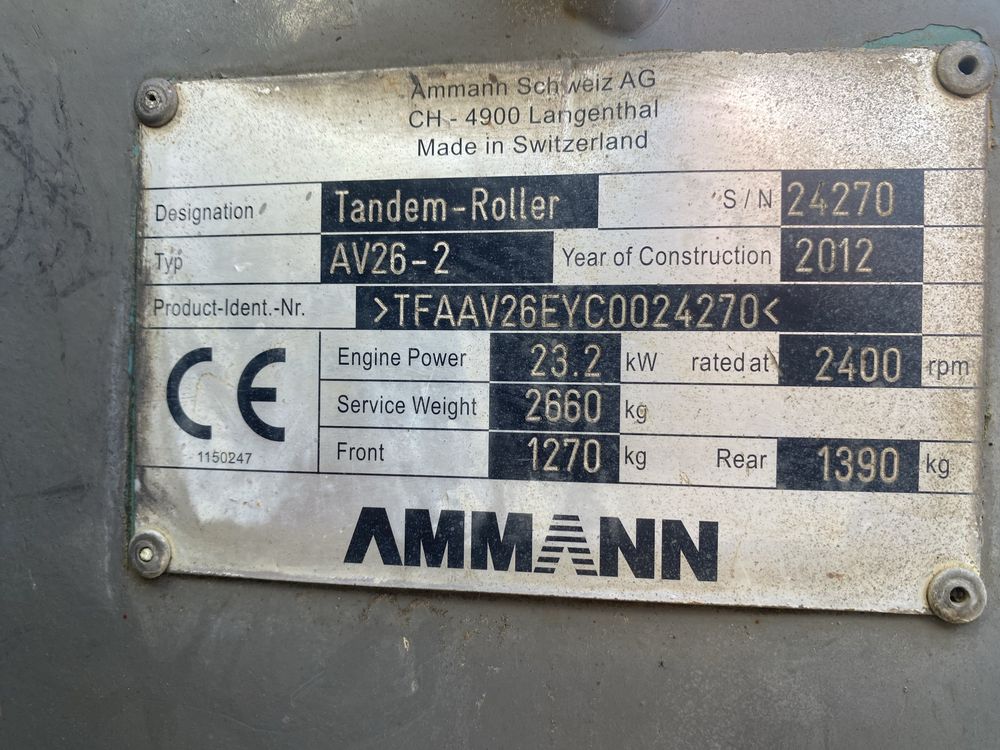 Ammann Schweiz AG
CH - 4900 Langenthal
Made in Switzerland
Designation Tandem-Roller S / N 24270
Typ AV26-2 Year of Construction 2012
Product-Ident.-Nr. >TFAAV26EYC0024270<
Engine Power 23.2 kW rated at 2400 rpm
Service Weight 2660 kg
Front 1270 kg Rear 1390 kg
CE
1150247
AMMANN